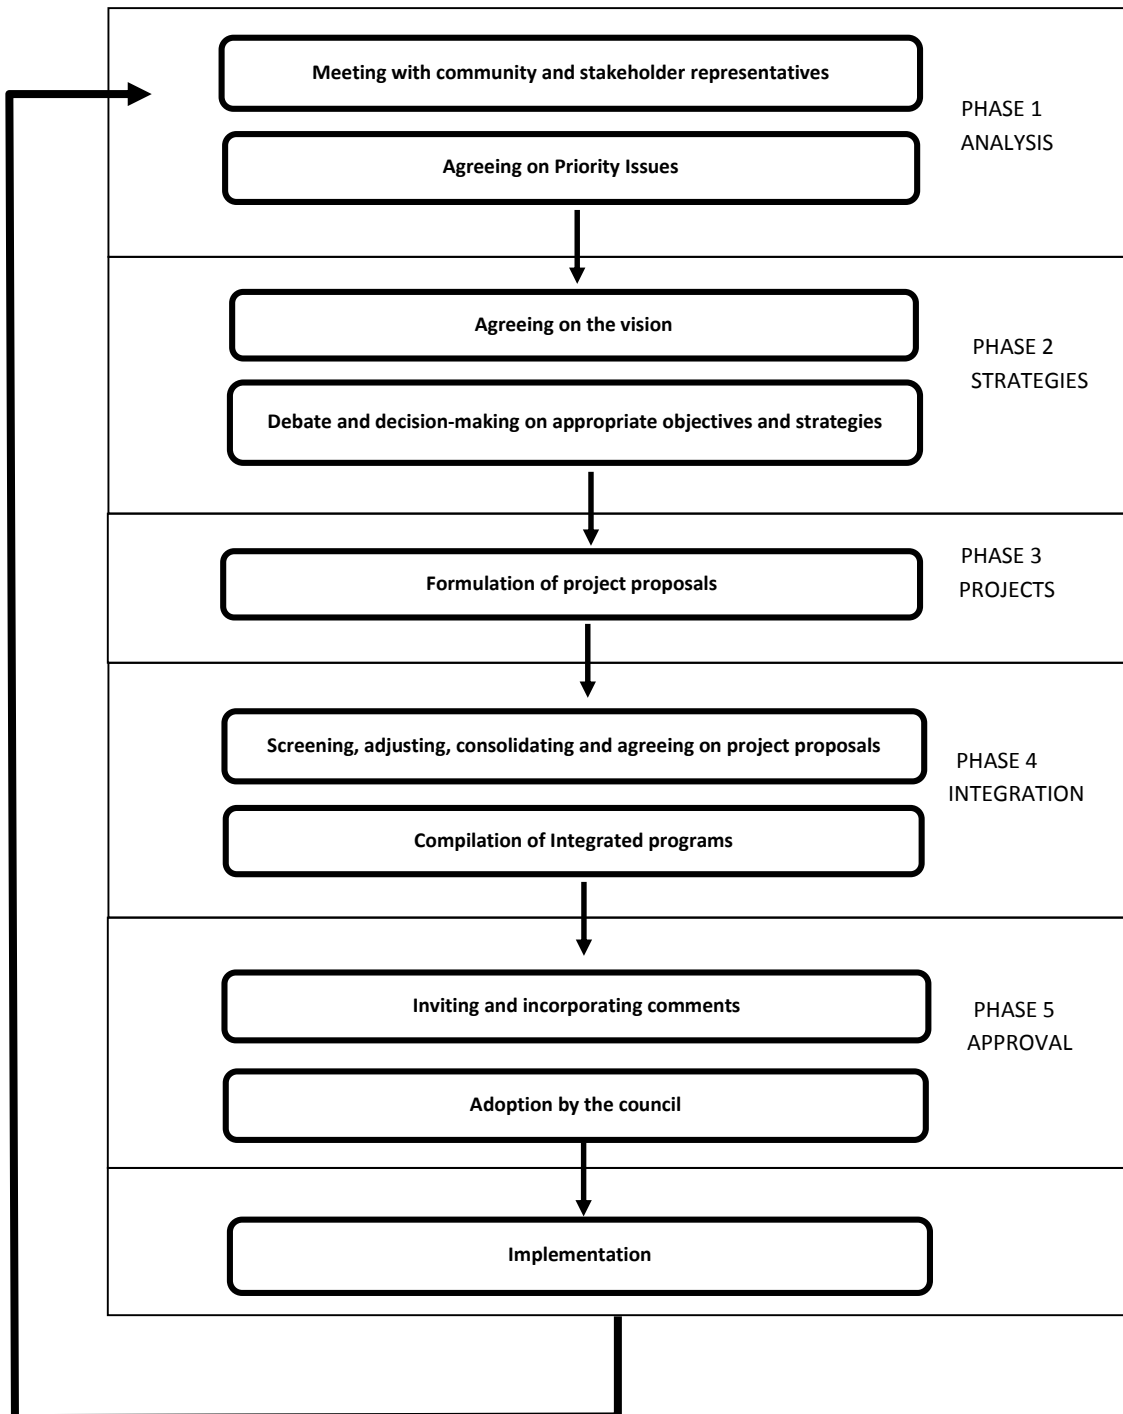 Meeting with community and stakeholder representatives
PHASE 1
ANALYSIS
Agreeing on Priority Issues
Agreeing on the vision
PHASE 2
STRATEGIES
Debate and decision-making on appropriate objectives and strategies
PHASE 3
PROJECTS
Formulation of project proposals
Screening, adjusting, consolidating and agreeing on project proposals
PHASE 4
INTEGRATION
Compilation of Integrated programs
Inviting and incorporating comments
PHASE 5
APPROVAL
Adoption by the council
Implementation